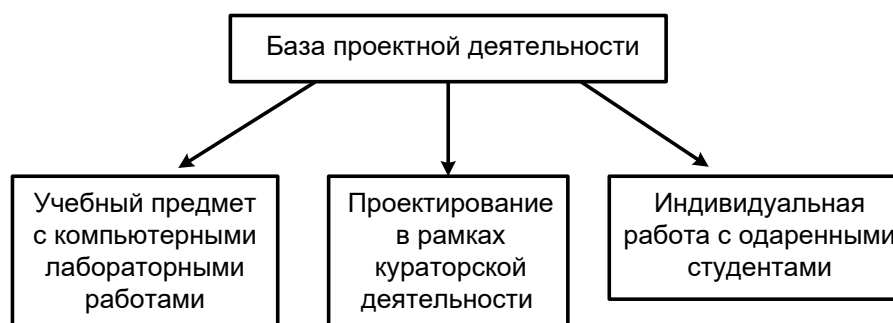 База проектной деятельности
Учебный предмет
с компьютерными
лабораторными
работами
Проектирование
в рамках
кураторской
деятельности
Индивидуальная
работа с одаренными
студентами